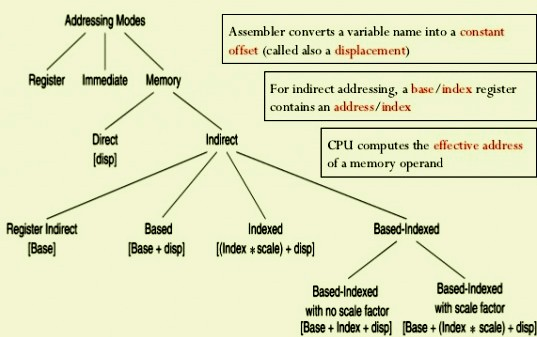 Addressing Modes
Assembler converts a variable name into a constant
offset (called also a displacement)
Register
Immediate
Memory
For indirect addressing, a base/index register
contains an address/index
Direct
[disp]
Indirect
CPU computes the effective address
of a memory operand
Register Indirect
[Base]
Based
[Base + disp]
Indexed
[(Index * scale) + disp]
Based-Indexed
Based-Indexed
with no scale factor
[Base + Index + disp]
Based-Indexed
with scale factor
[Base + (Index * scale) + disp]